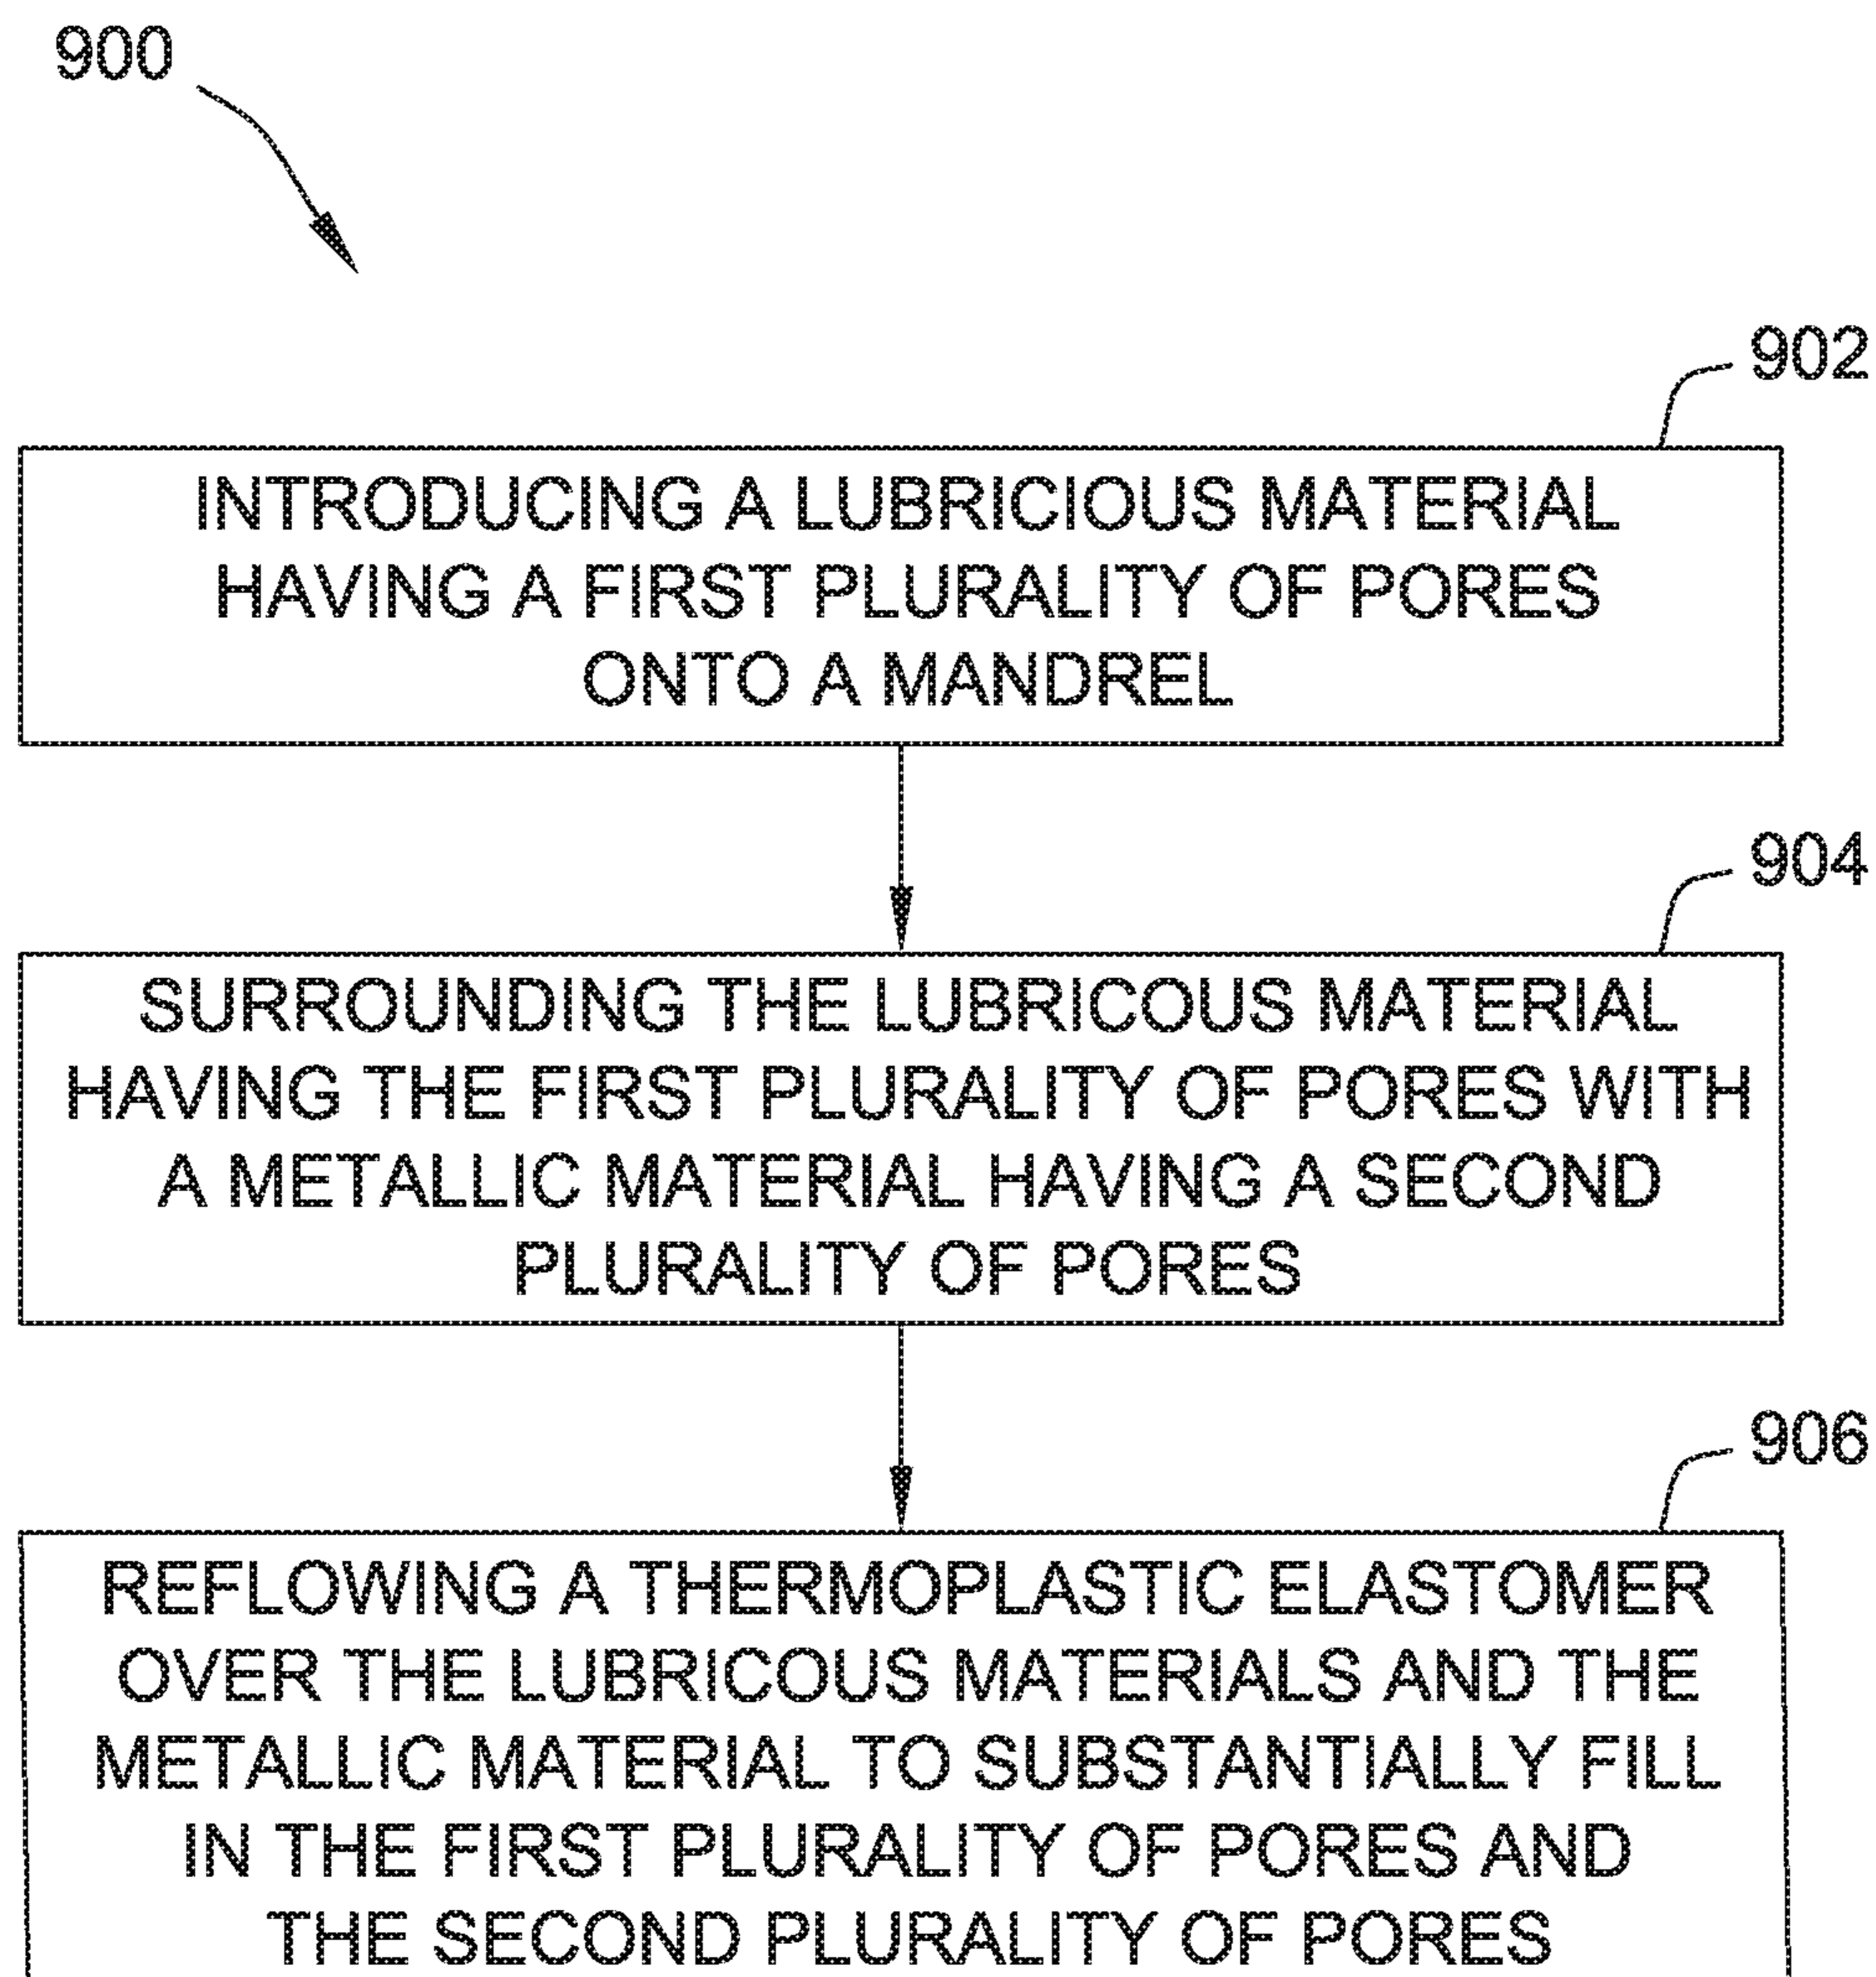 900
902
INTRODUCING A LUBRICIOUS MATERIAL
HAVING A FIRST PLURALITY OF PORES
ONTO A MANDREL
904
SURROUNDING THE LUBRICOUS MATERIAL
HAVING THE FIRST PLURALITY OF PORES WITH
A METALLIC MATERIAL HAVING A SECOND
PLURALITY OF PORES
906
REFLOWING A THERMOPLASTIC ELASTOMER
OVER THE LUBRICOUS MATERIALS AND THE
METALLIC MATERIAL TO SUBSTANTIALLY FILL
IN THE FIRST PLURALITY OF PORES AND
THE SECOND PLURALITY OF PORES